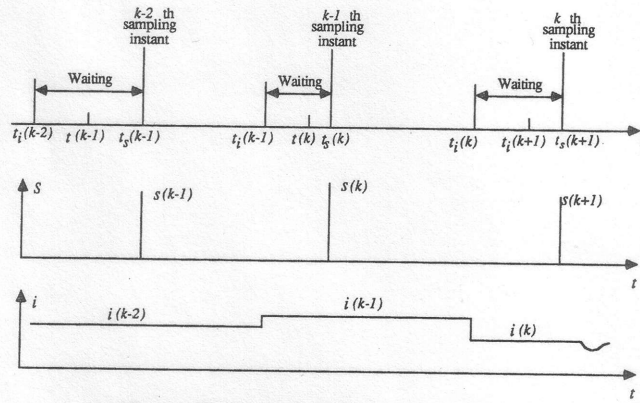 k-2 th
sampling
instant
k-1 th
sampling
instant
k th
sampling
instant
Waiting
Waiting
Waiting
t_i(k-2) t(k-1) t_s(k-1) t_i(k-1) t(k) t_s(k) t_i(k) t_i(k+1) t_s(k+1)
S
s(k-1)
s(k)
s(k+1)
t
i
i(k-2)
i(k-1)
i(k)
t